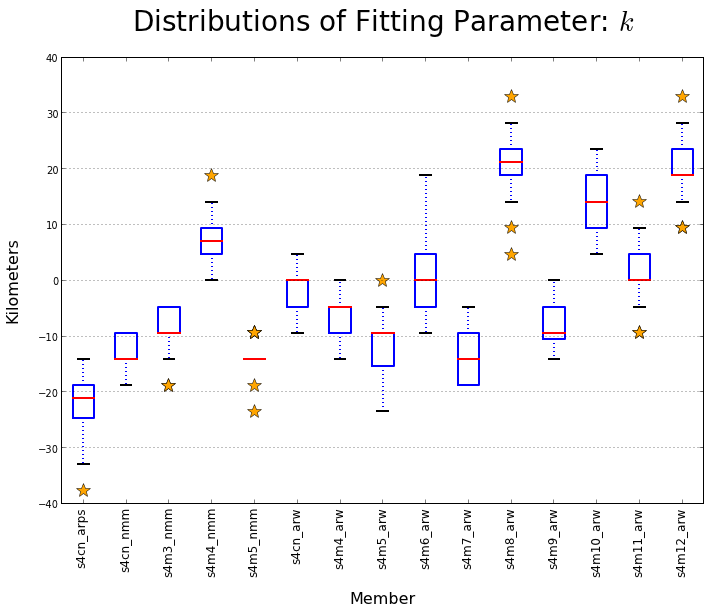 Distributions of Fitting Parameter: k
Kilometers
40
30
20
10
0
−10
−20
−30
−40
s4cn_arps
s4cn_nmm
s4m3_nmm
s4m4_nmm
s4m5_nmm
s4cn_arw
s4m4_arw
s4m5_arw
s4m6_arw
s4m7_arw
s4m8_arw
s4m9_arw
s4m10_arw
s4m11_arw
s4m12_arw
Member